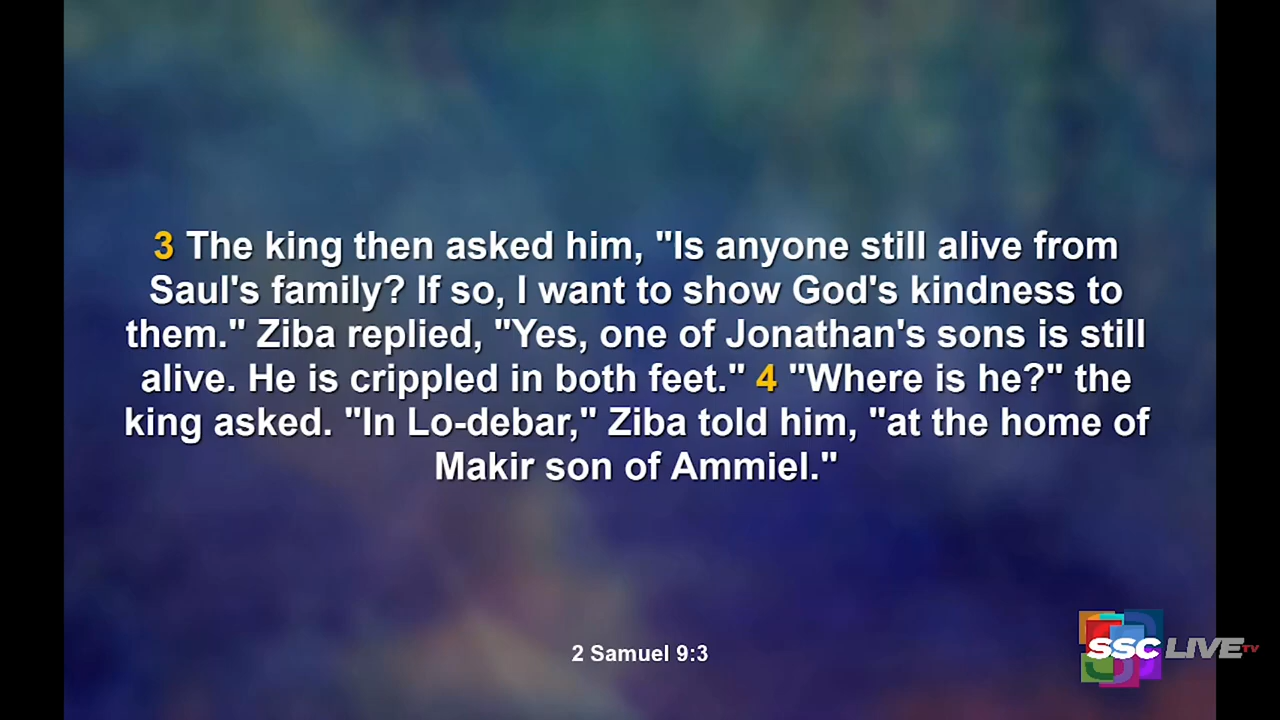 3 The king then asked him, "Is anyone still alive from
Saul's family? If so, I want to show God's kindness to
them." Ziba replied, "Yes, one of Jonathan's sons is still
alive. He is crippled in both feet." 4 "Where is he?" the
king asked. "In Lo-debar," Ziba told him, "at the home of
Makir son of Ammiel."
2 Samuel 9:3
SSC LIVE TV